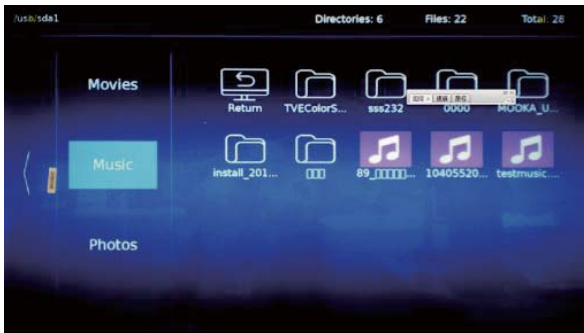 /usb/sda1
Directories: 6
Files: 22
Total: 28
Movies
Music
Photos
Return
TVEColorS...
sss232
0000
MOOKA_U...
install_201...
89_
10405520...
testmusic....